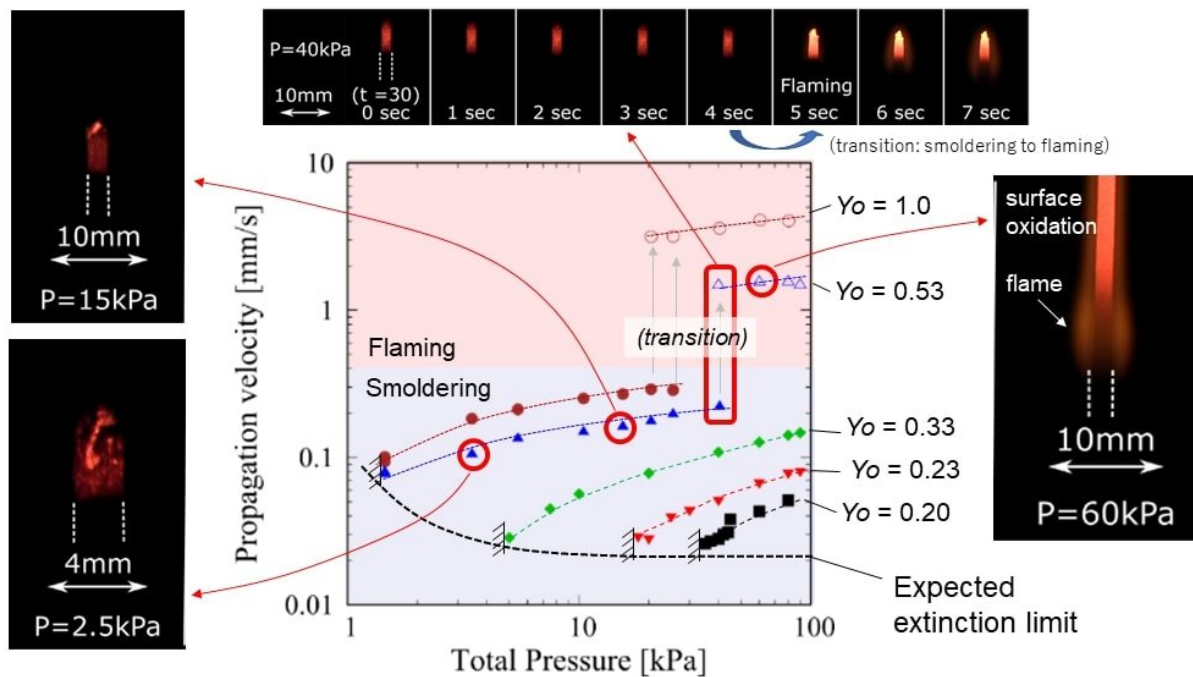 P=40kPa
10mm
(t =30)
0 sec
1 sec
2 sec
3 sec
4 sec
Flaming
5 sec
6 sec
7 sec
(transition: smoldering to flaming)
10mm
P=15kPa
4mm
P=2.5kPa
Propagation velocity [mm/s]
10
1
0.1
0.01
Flaming
Smoldering
(transition)
Yo = 1.0
Yo = 0.53
Yo = 0.33
Yo = 0.23
Yo = 0.20
Expected
extinction limit
1
10
100
Total Pressure [kPa]
surface
oxidation
flame
10mm
P=60kPa